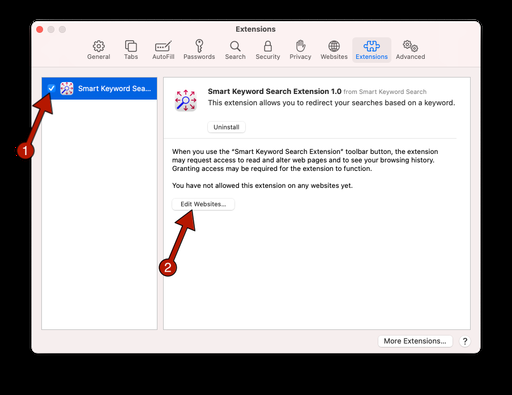 Extensions
General
Tabs
AutoFill
Passwords
Search
Security
Privacy
Websites
Extensions
Advanced
Smart Keyword Sea...
Smart Keyword Search Extension 1.0 from Smart Keyword Search
This extension allows you to redirect your searches based on a keyword.
Uninstall
When you use the “Smart Keyword Search Extension” toolbar button, the extension
may request access to read and alter web pages and to see your browsing history.
Granting access may be required for the extension to function.
You have not allowed this extension on any websites yet.
Edit Websites...
1
2
More Extensions...
?